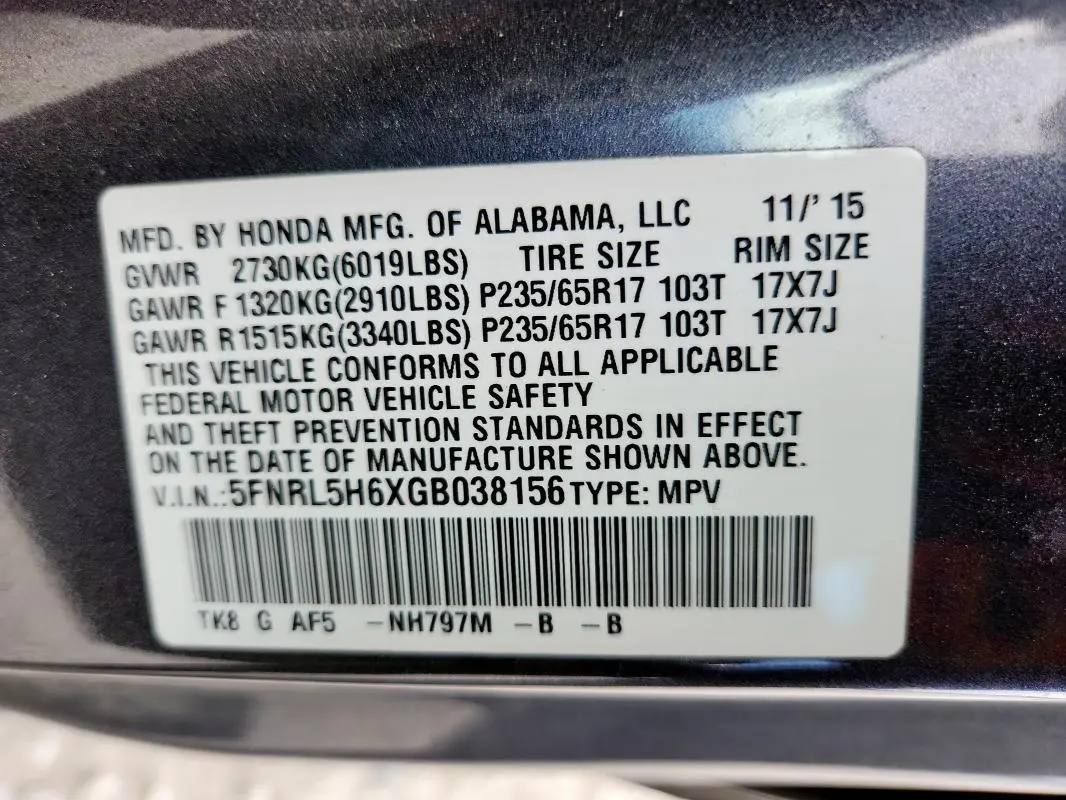 MFD. BY HONDA MFG. OF ALABAMA, LLC 11/' 15
GVWR 2730KG(6019LBS) TIRE SIZE RIM SIZE
GAWR F 1320KG(2910LBS) P235/65R17 103T 17X7J
GAWR R1515KG(3340LBS) P235/65R17 103T 17X7J
THIS VEHICLE CONFORMS TO ALL APPLICABLE
FEDERAL MOTOR VEHICLE SAFETY
AND THEFT PREVENTION STANDARDS IN EFFECT
ON THE DATE OF MANUFACTURE SHOWN ABOVE.
V.I.N.:5FNRL5H6XGB038156 TYPE: MPV
TK8 G AF5 -NH797M -B -B